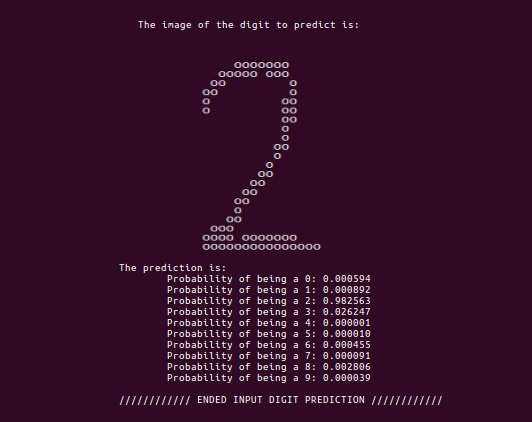 The image of the digit to predict is:
OOOOOOO
OOOOO OOO
OO O
OO O
O OO
O OO
OO
O
O
OO
O
O
OO
OO
OO
OO
O
OO
OOO
OOOO OOOOOOO
OOOOOOOOOOOOOOO
The prediction is:
Probability of being a 0: 0.000594
Probability of being a 1: 0.000892
Probability of being a 2: 0.982563
Probability of being a 3: 0.026247
Probability of being a 4: 0.000001
Probability of being a 5: 0.000010
Probability of being a 6: 0.000455
Probability of being a 7: 0.000091
Probability of being a 8: 0.002806
Probability of being a 9: 0.000039
//////////// ENDED INPUT DIGIT PREDICTION ////////////